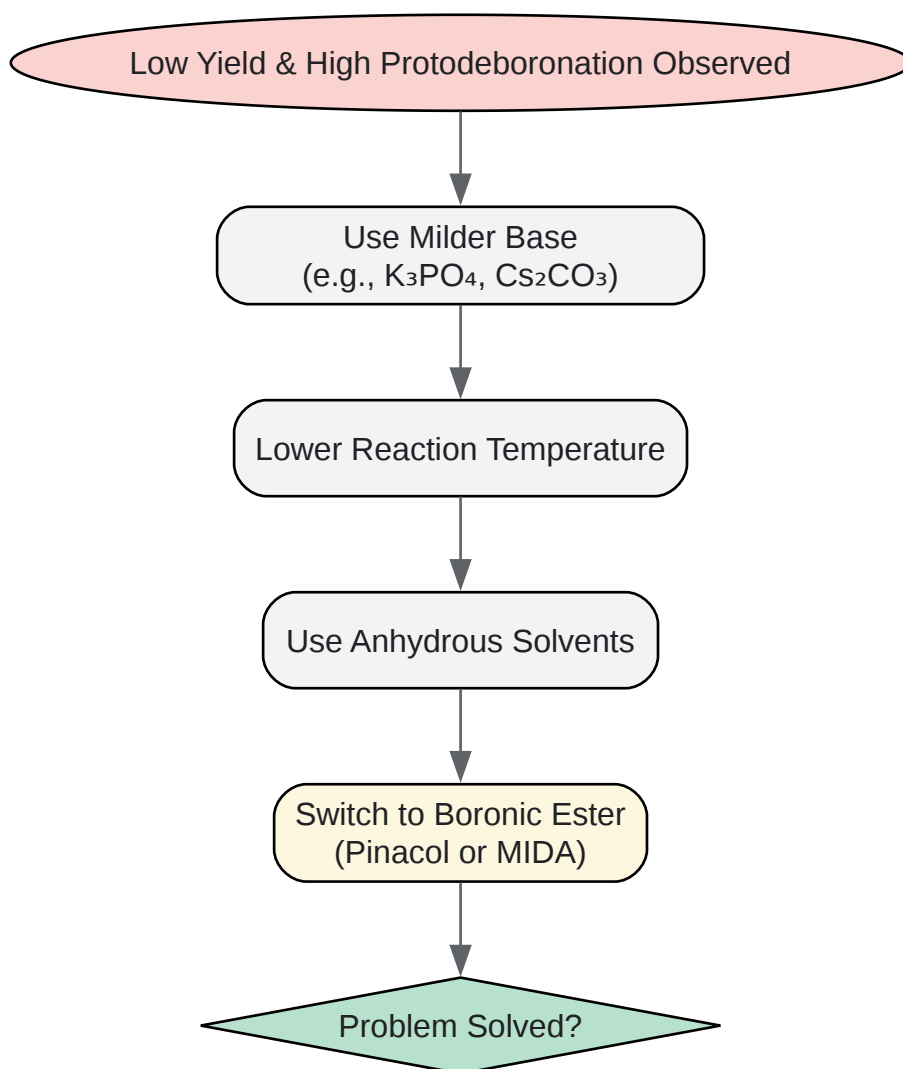 Low Yield & High Protodeboronation Observed
Use Milder Base
(e.g., K₃PO₄, Cs₂CO₃)
Lower Reaction Temperature
Use Anhydrous Solvents
Switch to Boronic Ester
(Pinacol or MIDA)
Problem Solved?